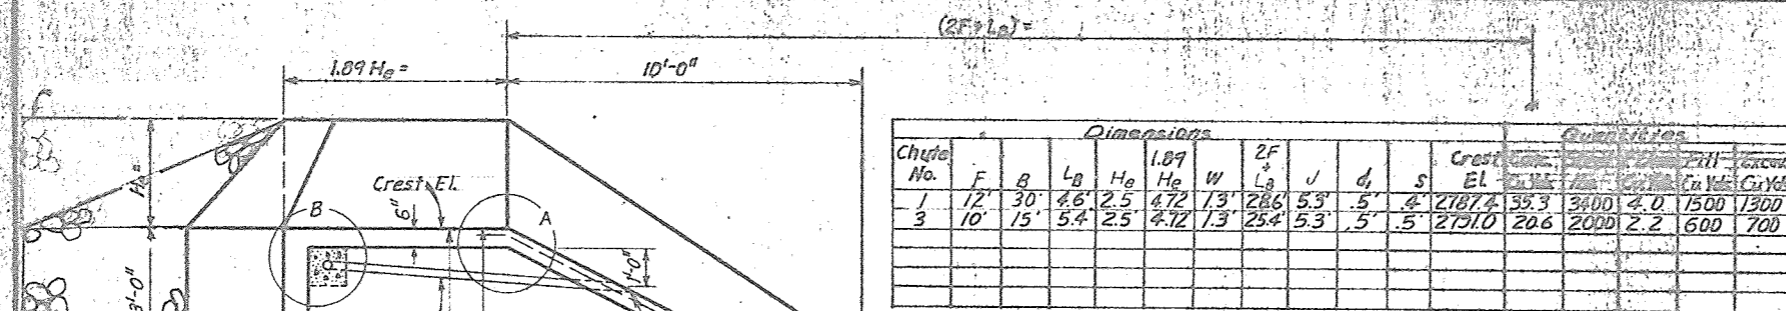 (2F+LB) =
1.89 He =
10'-0"
He =
Crest El.
B
6"
A
1'-0"
3'-0"
Dimensions Quantities
Chute No. F B LB He 1.89 He W 2F + LB J d, S Crest El. Conc. Cu Yds Fill Cu Yds Excav Cu Yds
1 12' 30' 4.6' 2.5' 4.72 1.3' 28.6' 5.3' .5' .4' 2787.4 35.3 3400 4.0 1500 1300
3 10' 15' 5.4' 2.5' 4.72 1.3' 25.4' 5.3' .5' .5' 2791.0 20.6 2000 2.2 600 700